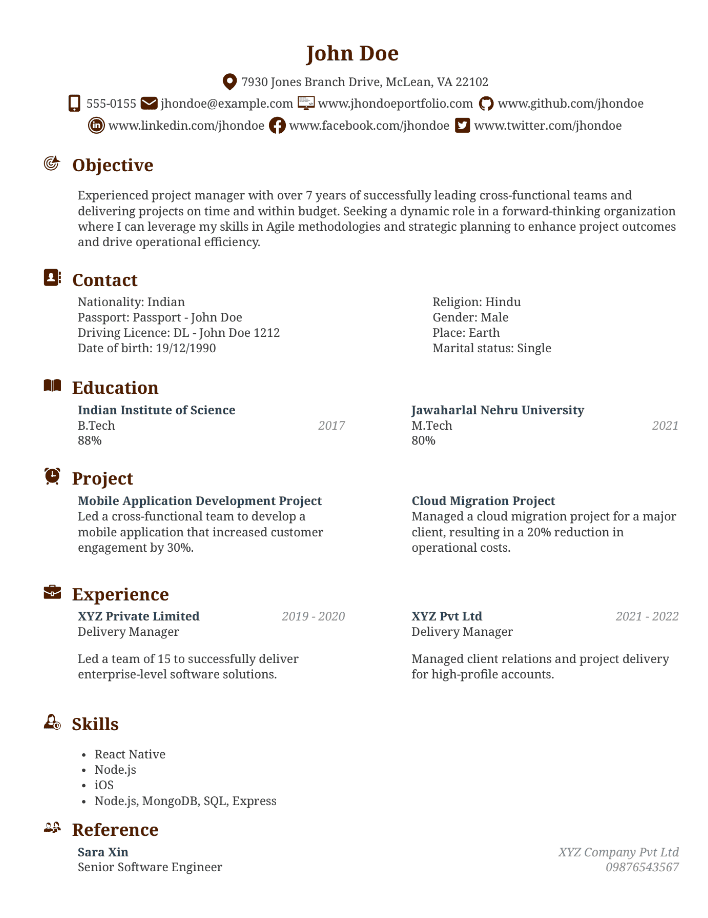 John Doe
7930 Jones Branch Drive, McLean, VA 22102
555-0155 jhondoe@example.com www.jhondoeportfolio.com www.github.com/jhondoe
www.linkedin.com/jhondoe www.facebook.com/jhondoe www.twitter.com/jhondoe
Objective
Experienced project manager with over 7 years of successfully leading cross-functional teams and
delivering projects on time and within budget. Seeking a dynamic role in a forward-thinking organization
where I can leverage my skills in Agile methodologies and strategic planning to enhance project outcomes
and drive operational efficiency.
Contact
Nationality: Indian
Passport: Passport - John Doe
Driving Licence: DL - John Doe 1212
Date of birth: 19/12/1990
Religion: Hindu
Gender: Male
Place: Earth
Marital status: Single
Education
Indian Institute of Science
B.Tech 2017
88%
Jawaharlal Nehru University
M.Tech 2021
80%
Project
Mobile Application Development Project
Led a cross-functional team to develop a
mobile application that increased customer
engagement by 30%.
Cloud Migration Project
Managed a cloud migration project for a major
client, resulting in a 20% reduction in
operational costs.
Experience
XYZ Private Limited 2019 - 2020
Delivery Manager
Led a team of 15 to successfully deliver
enterprise-level software solutions.
XYZ Pvt Ltd 2021 - 2022
Delivery Manager
Managed client relations and project delivery
for high-profile accounts.
Skills
• React Native
• Node.js
• iOS
• Node.js, MongoDB, SQL, Express
Reference
Sara Xin XYZ Company Pvt Ltd
Senior Software Engineer 09876543567